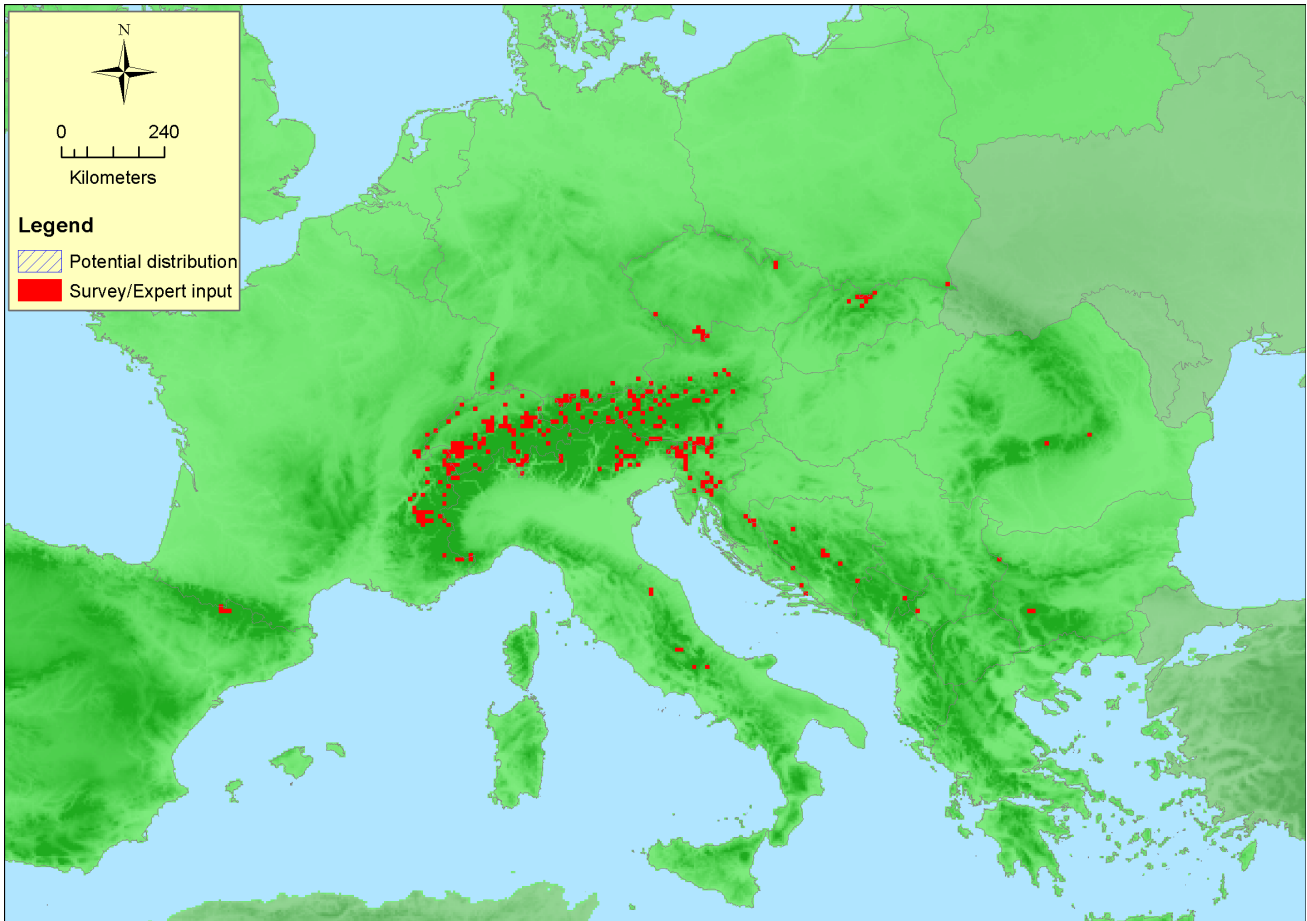 N
0 240
Kilometers
Legend
Potential distribution
Survey/Expert input